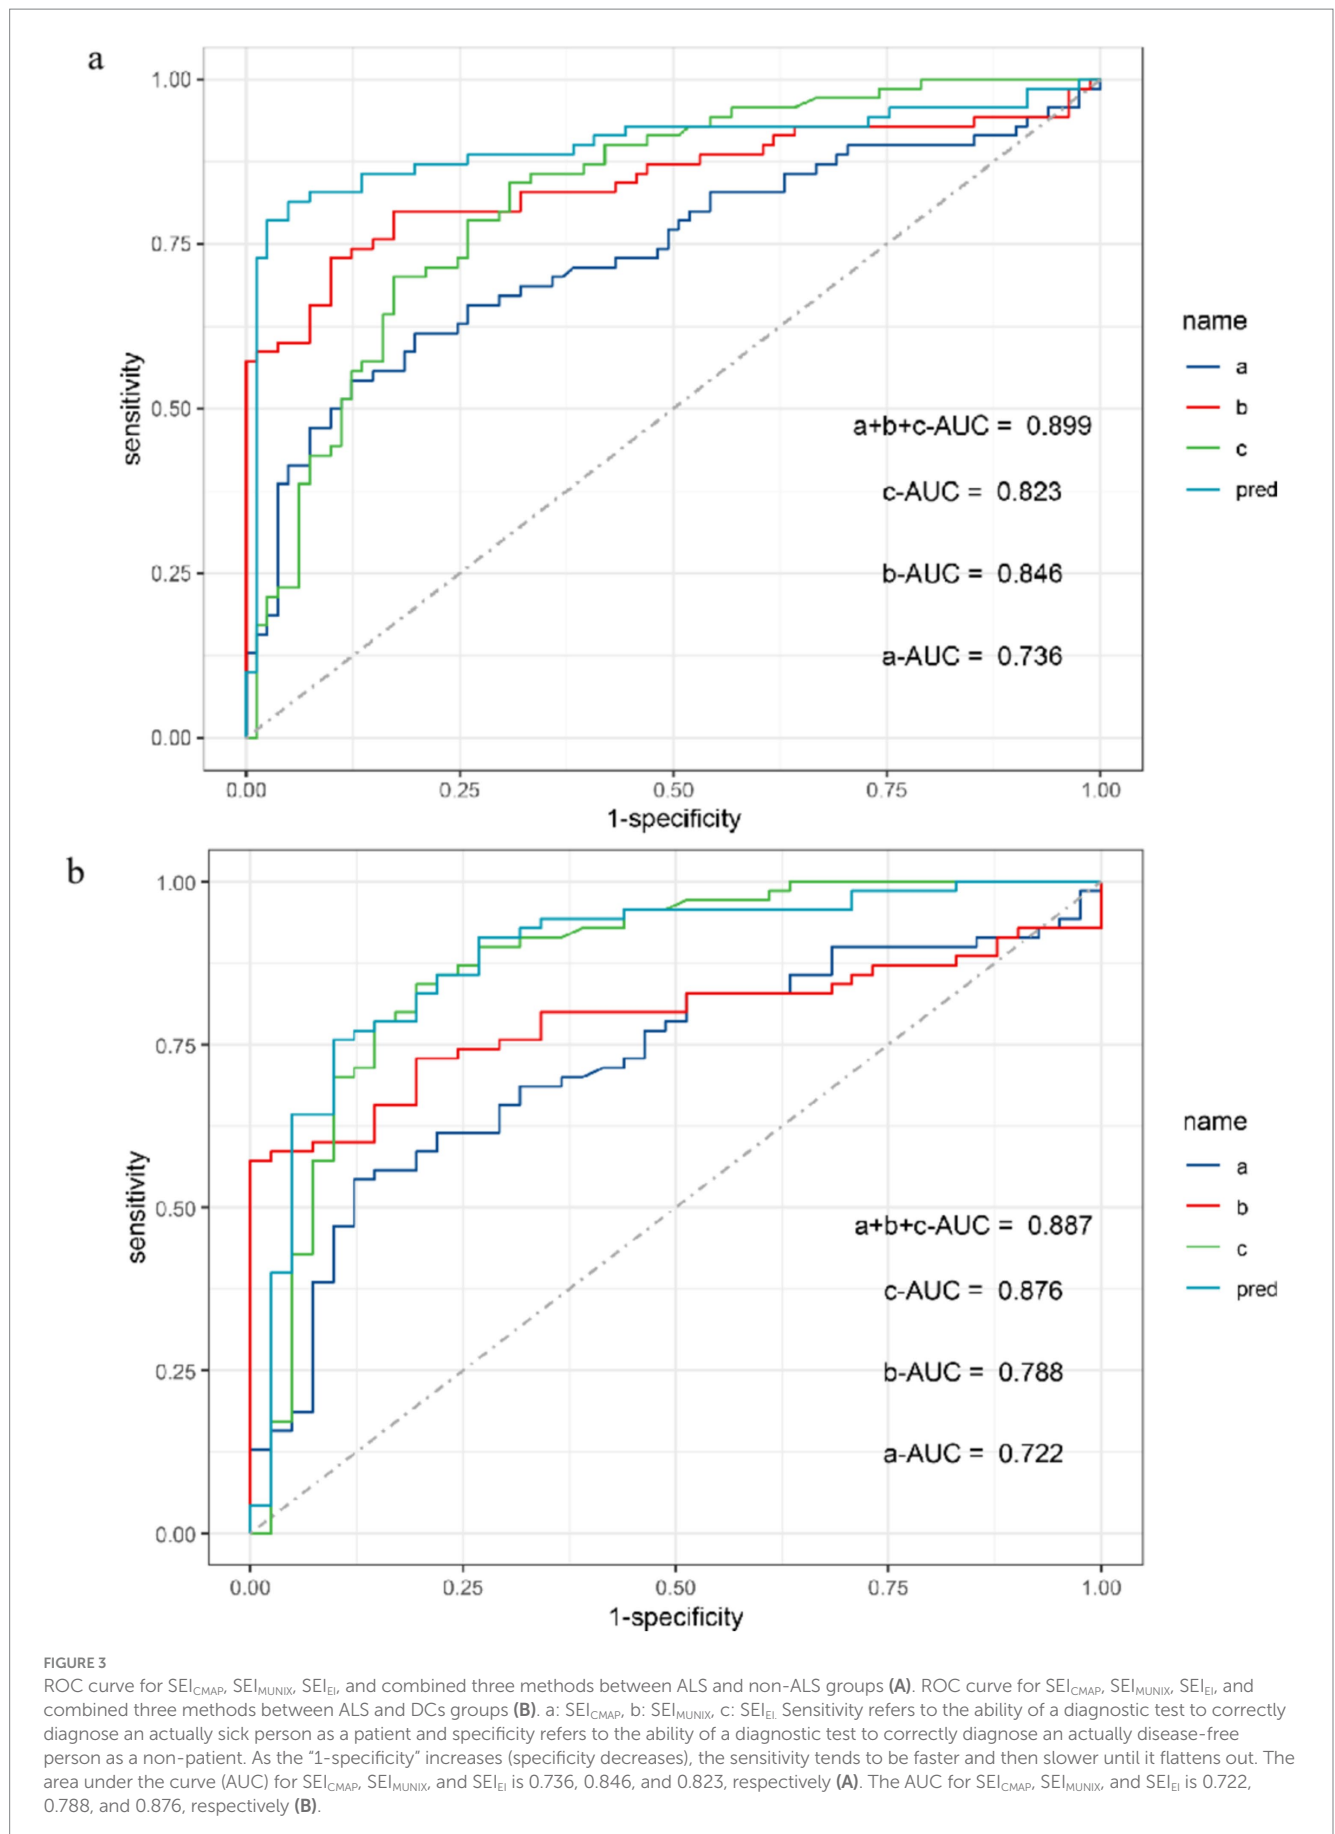 a
1.00
0.75
0.50
0.25
0.00
sensitivity
0.00 0.25 0.50 0.75 1.00
1-specificity
a+b+c-AUC = 0.899
c-AUC = 0.823
b-AUC = 0.846
a-AUC = 0.736
name
a
b
c
pred
b
1.00
0.75
0.50
0.25
0.00
sensitivity
0.00 0.25 0.50 0.75 1.00
1-specificity
a+b+c-AUC = 0.887
c-AUC = 0.876
b-AUC = 0.788
a-AUC = 0.722
name
a
b
c
pred
FIGURE 3
ROC curve for SEICMAP, SEIMUNIX, SEIEI, and combined three methods between ALS and non-ALS groups (A). ROC curve for SEICMAP, SEIMUNIX, SEIEI, and
combined three methods between ALS and DCs groups (B). a: SEICMAP, b: SEIMUNIX, c: SEIEI. Sensitivity refers to the ability of a diagnostic test to correctly
diagnose an actually sick person as a patient and specificity refers to the ability of a diagnostic test to correctly diagnose an actually disease-free
person as a non-patient. As the “1-specificity” increases (specificity decreases), the sensitivity tends to be faster and then slower until it flattens out. The
area under the curve (AUC) for SEICMAP, SEIMUNIX, and SEIEI is 0.736, 0.846, and 0.823, respectively (A). The AUC for SEICMAP, SEIMUNIX, and SEIEI is 0.722,
0.788, and 0.876, respectively (B).